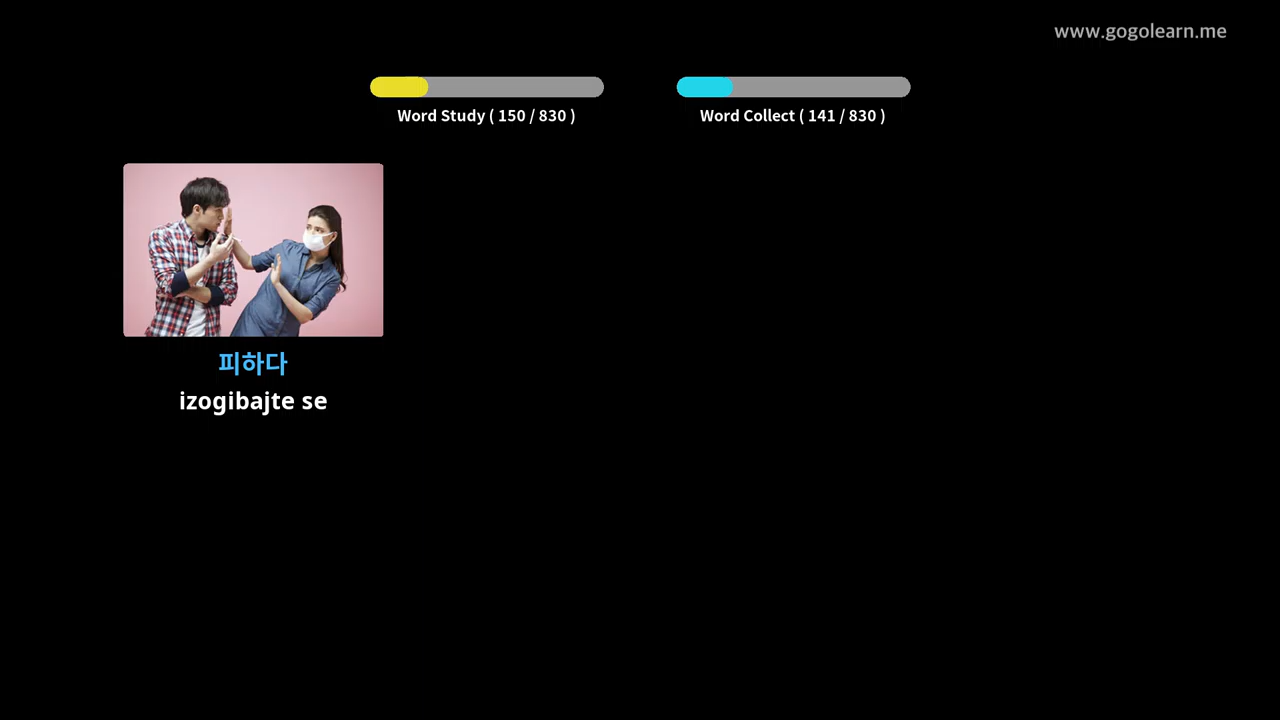 www.gogolearn.me
Word Study ( 150 / 830 )
Word Collect ( 141 / 830 )
피하다
izogibajte se